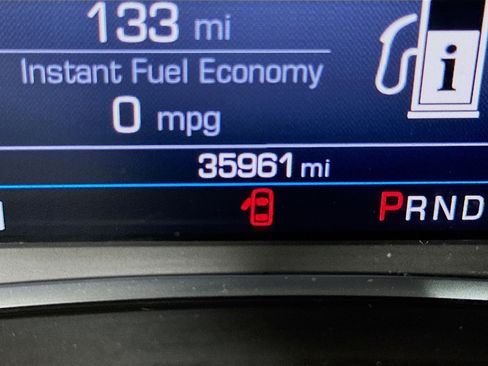 133 mi
Instant Fuel Economy
0 mpg
i
35961 mi
PRND